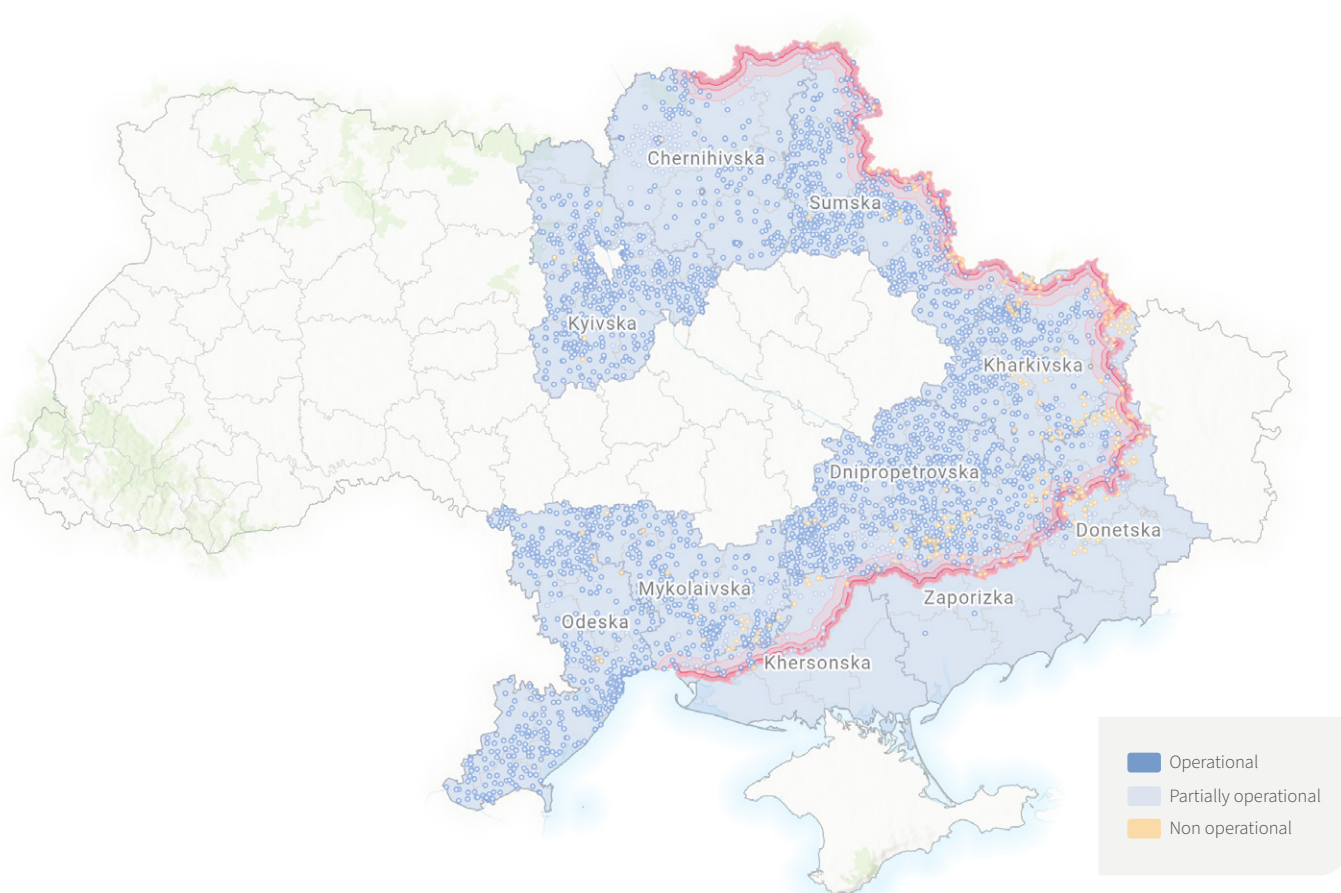 Chernihivska
Sumska
Kyivska
Kharkivska
Dnipropetrovska
Donetska
Mykolaivska
Zaporizka
Odeska
Khersonska
Operational
Partially operational
Non operational